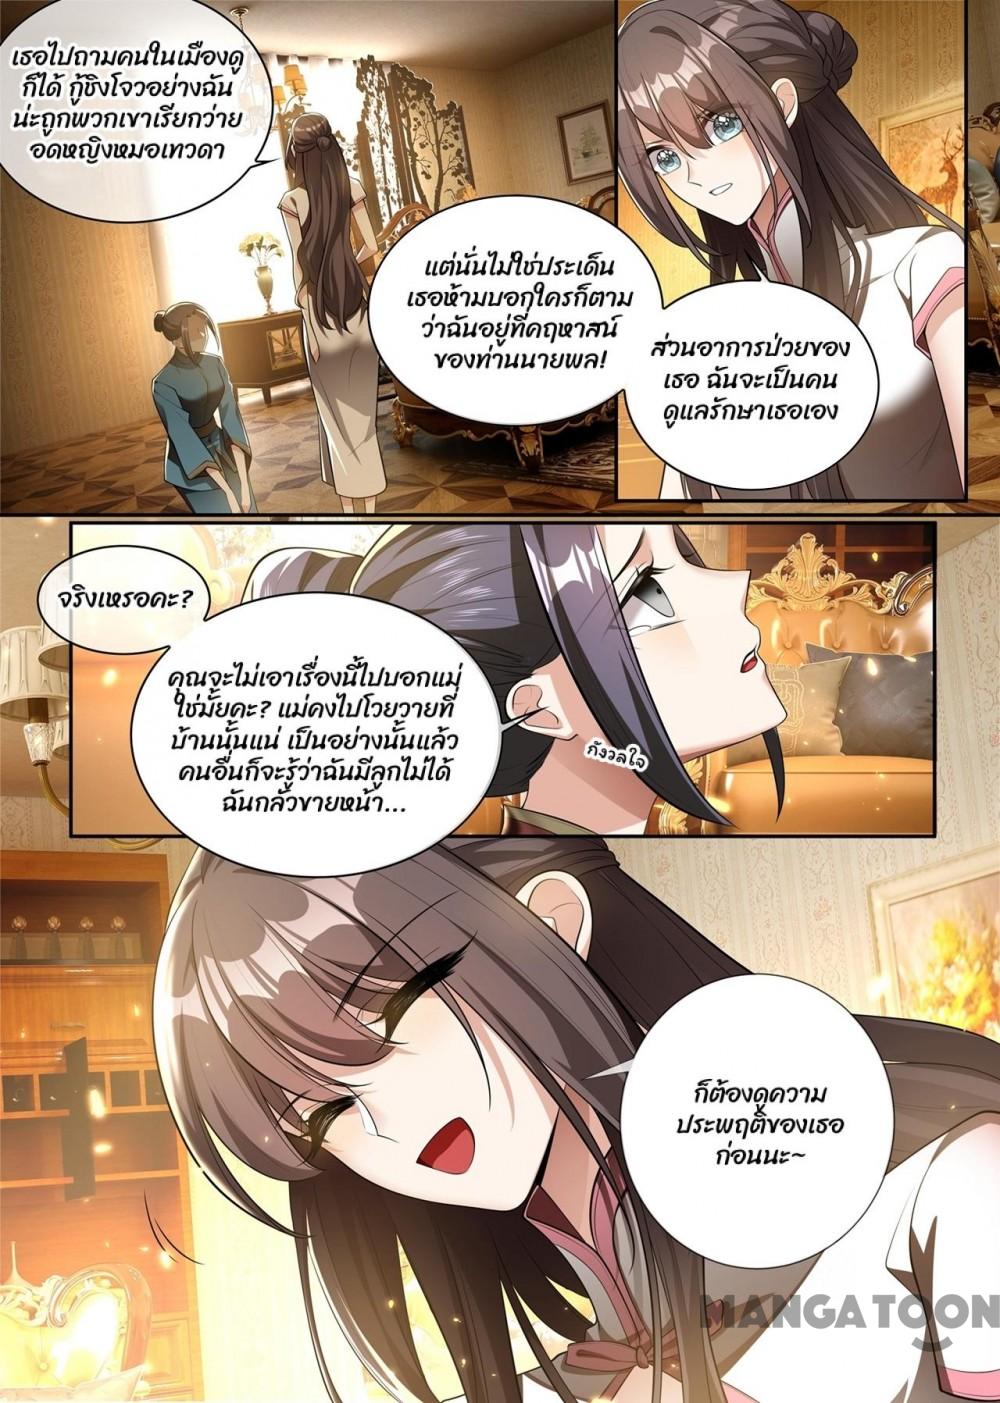 เธอไปถามคนในเมืองดู
ก็ได้ กู้ชิงโจวอย่างฉัน
น่ะถูกพวกเขาเรียกว่าย
อดหญิงหมอเทวดา
แต่นั่นไม่ใช่ประเด็น
เธอห้ามบอกใครก็ตาม
ว่าฉันอยู่ที่คฤหาสน์
ของท่านนายพล!
ส่วนอาการป่วยของ
เธอ ฉันจะเป็นคน
ดูแลรักษาเธอเอง
จริงเหรอคะ?
คุณจะไม่เอาเรื่องนี้ไปบอกแม่
ใช่มั้ยคะ? แม่คงไปโวยวายที่
บ้านนั้นแน่ เป็นอย่างนั้นแล้ว
คนอื่นก็จะรู้ว่าฉันมีลูกไม่ได้
ฉันกลัวขายหน้า...
กังวลใจ
ก็ต้องดูความ
ประพฤติของเธอ
ก่อนนะ~
MANGATOON